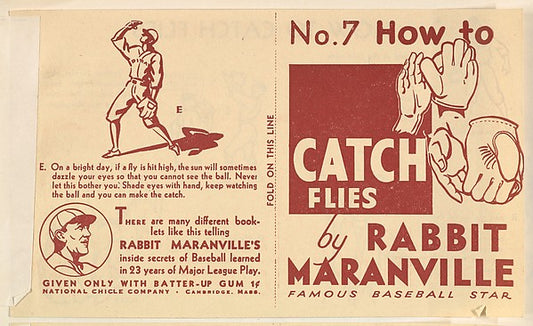 E
E. On a bright day, if a fly is hit high, the sun will sometimes
dazzle your eyes so that you cannot see the ball. Never
let this bother you. Shade eyes with hand, keep watching
the ball and you can make the catch.
THERE are many different book-
lets like this telling
RABBIT MARANVILLE'S
inside secrets of Baseball learned
in 23 years of Major League Play.
GIVEN ONLY WITH BATTER-UP GUM 1¢
NATIONAL CHICLE COMPANY • CAMBRIDGE, MASS.
FOLD ON THIS LINE
No.7 How to
CATCH
FLIES
by RABBIT
MARANVILLE
FAMOUS BASEBALL STAR